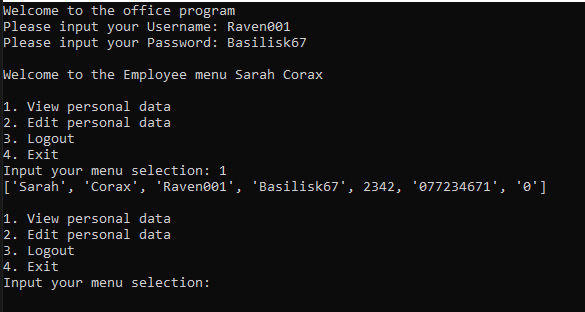 Welcome to the office program
Please input your Username: Raven001
Please input your Password: Basilisk67
Welcome to the Employee menu Sarah Corax
1. View personal data
2. Edit personal data
3. Logout
4. Exit
Input your menu selection: 1
['Sarah', 'Corax', 'Raven001', 'Basilisk67', 2342, '077234671', '0']
1. View personal data
2. Edit personal data
3. Logout
4. Exit
Input your menu selection: